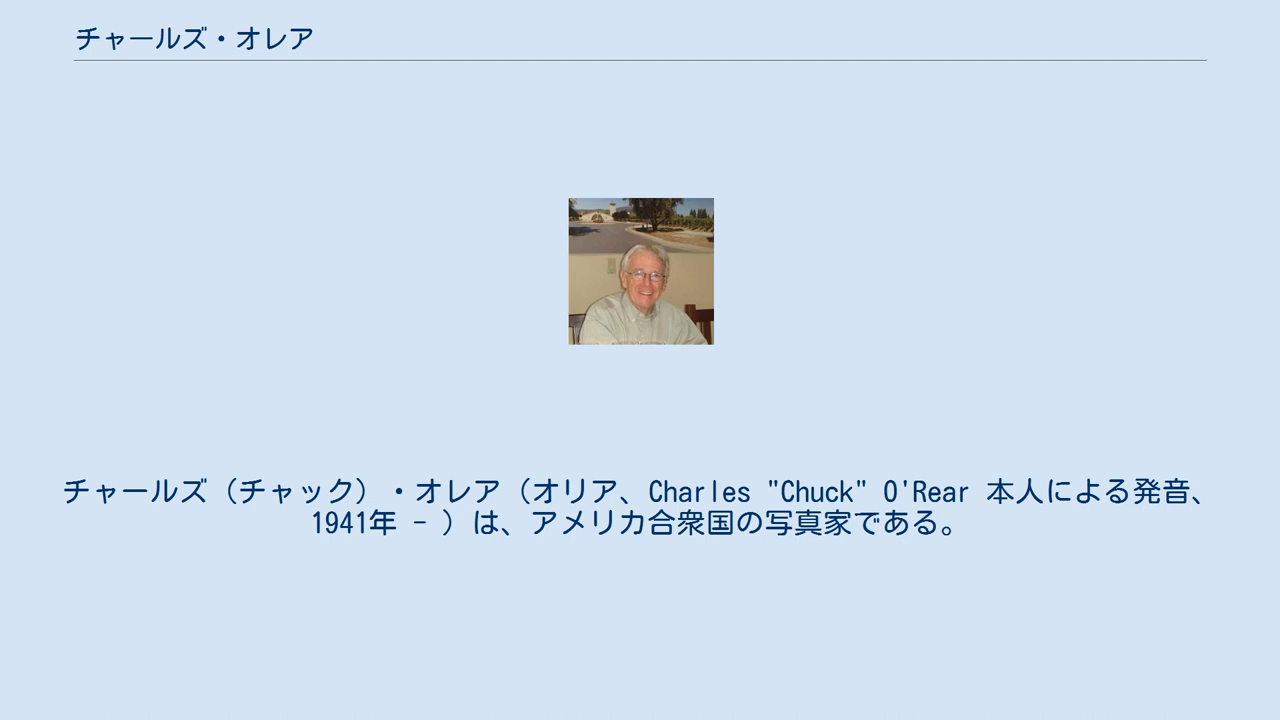 チャールズ・オレア
チャールズ（チャック）・オレア（オリア、Charles "Chuck" O'Rear 本人による発音、
1941年 - ）は、アメリカ合衆国の写真家である。